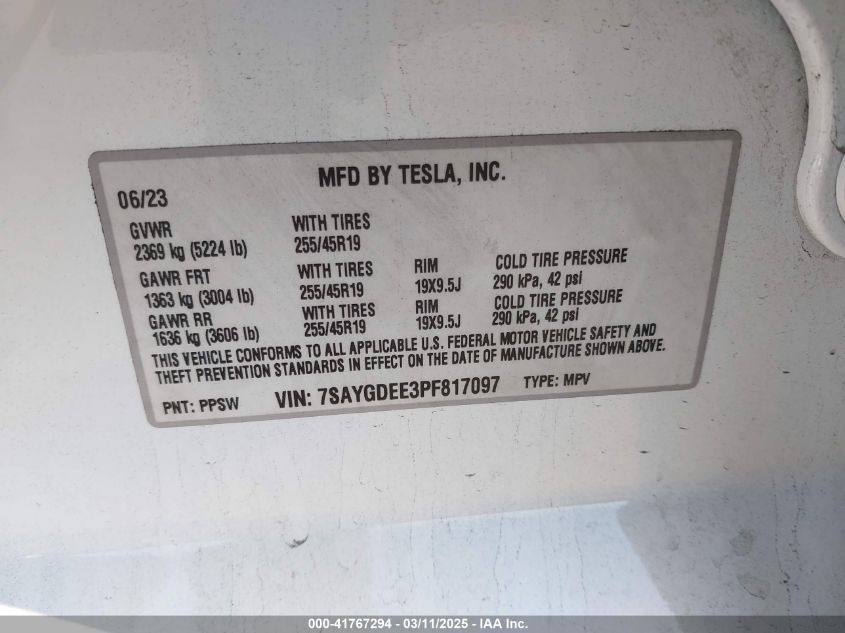 MFD BY TESLA, INC.
06/23
GVWR
2369 kg (5224 lb)
WITH TIRES
255/45R19
GAWR FRT
1363 kg (3004 lb)
WITH TIRES
255/45R19
RIM
19X9.5J
COLD TIRE PRESSURE
290 kPa, 42 psi
GAWR RR
1636 kg (3606 lb)
WITH TIRES
255/45R19
RIM
19X9.5J
COLD TIRE PRESSURE
290 kPa, 42 psi
THIS VEHICLE CONFORMS TO ALL APPLICABLE U.S. FEDERAL MOTOR VEHICLE SAFETY AND
THEFT PREVENTION STANDARDS IN EFFECT ON THE DATE OF MANUFACTURE SHOWN ABOVE.
PNT: PPSW VIN: 7SAYGDEE3PF817097 TYPE: MPV
000-41767294 - 03/11/2025 - IAA Inc.